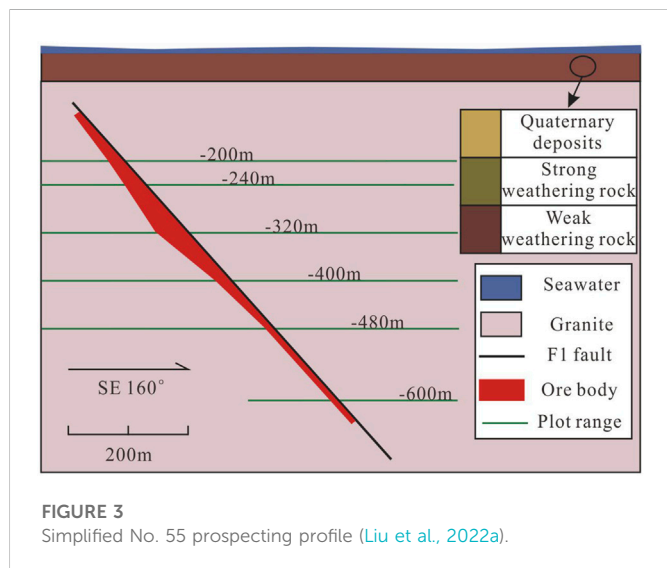 Quaternary
deposits
Strong
weathering rock
Weak
weathering rock
-200m
-240m
-320m
-400m
-480m
-600m
Seawater
Granite
F1 fault
Ore body
Plot range
SE 160°
200m
FIGURE 3
Simplified No. 55 prospecting profile (Liu et al., 2022a).